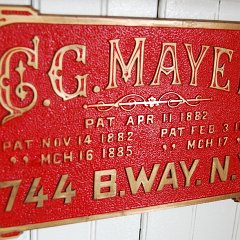 C.C. MAYE
PAT APR 11 1882
PAT NOV 14 1882 PAT FEB 3 1
" " MCH 16 1885 " " MCH 17
744 B.WAY. N.